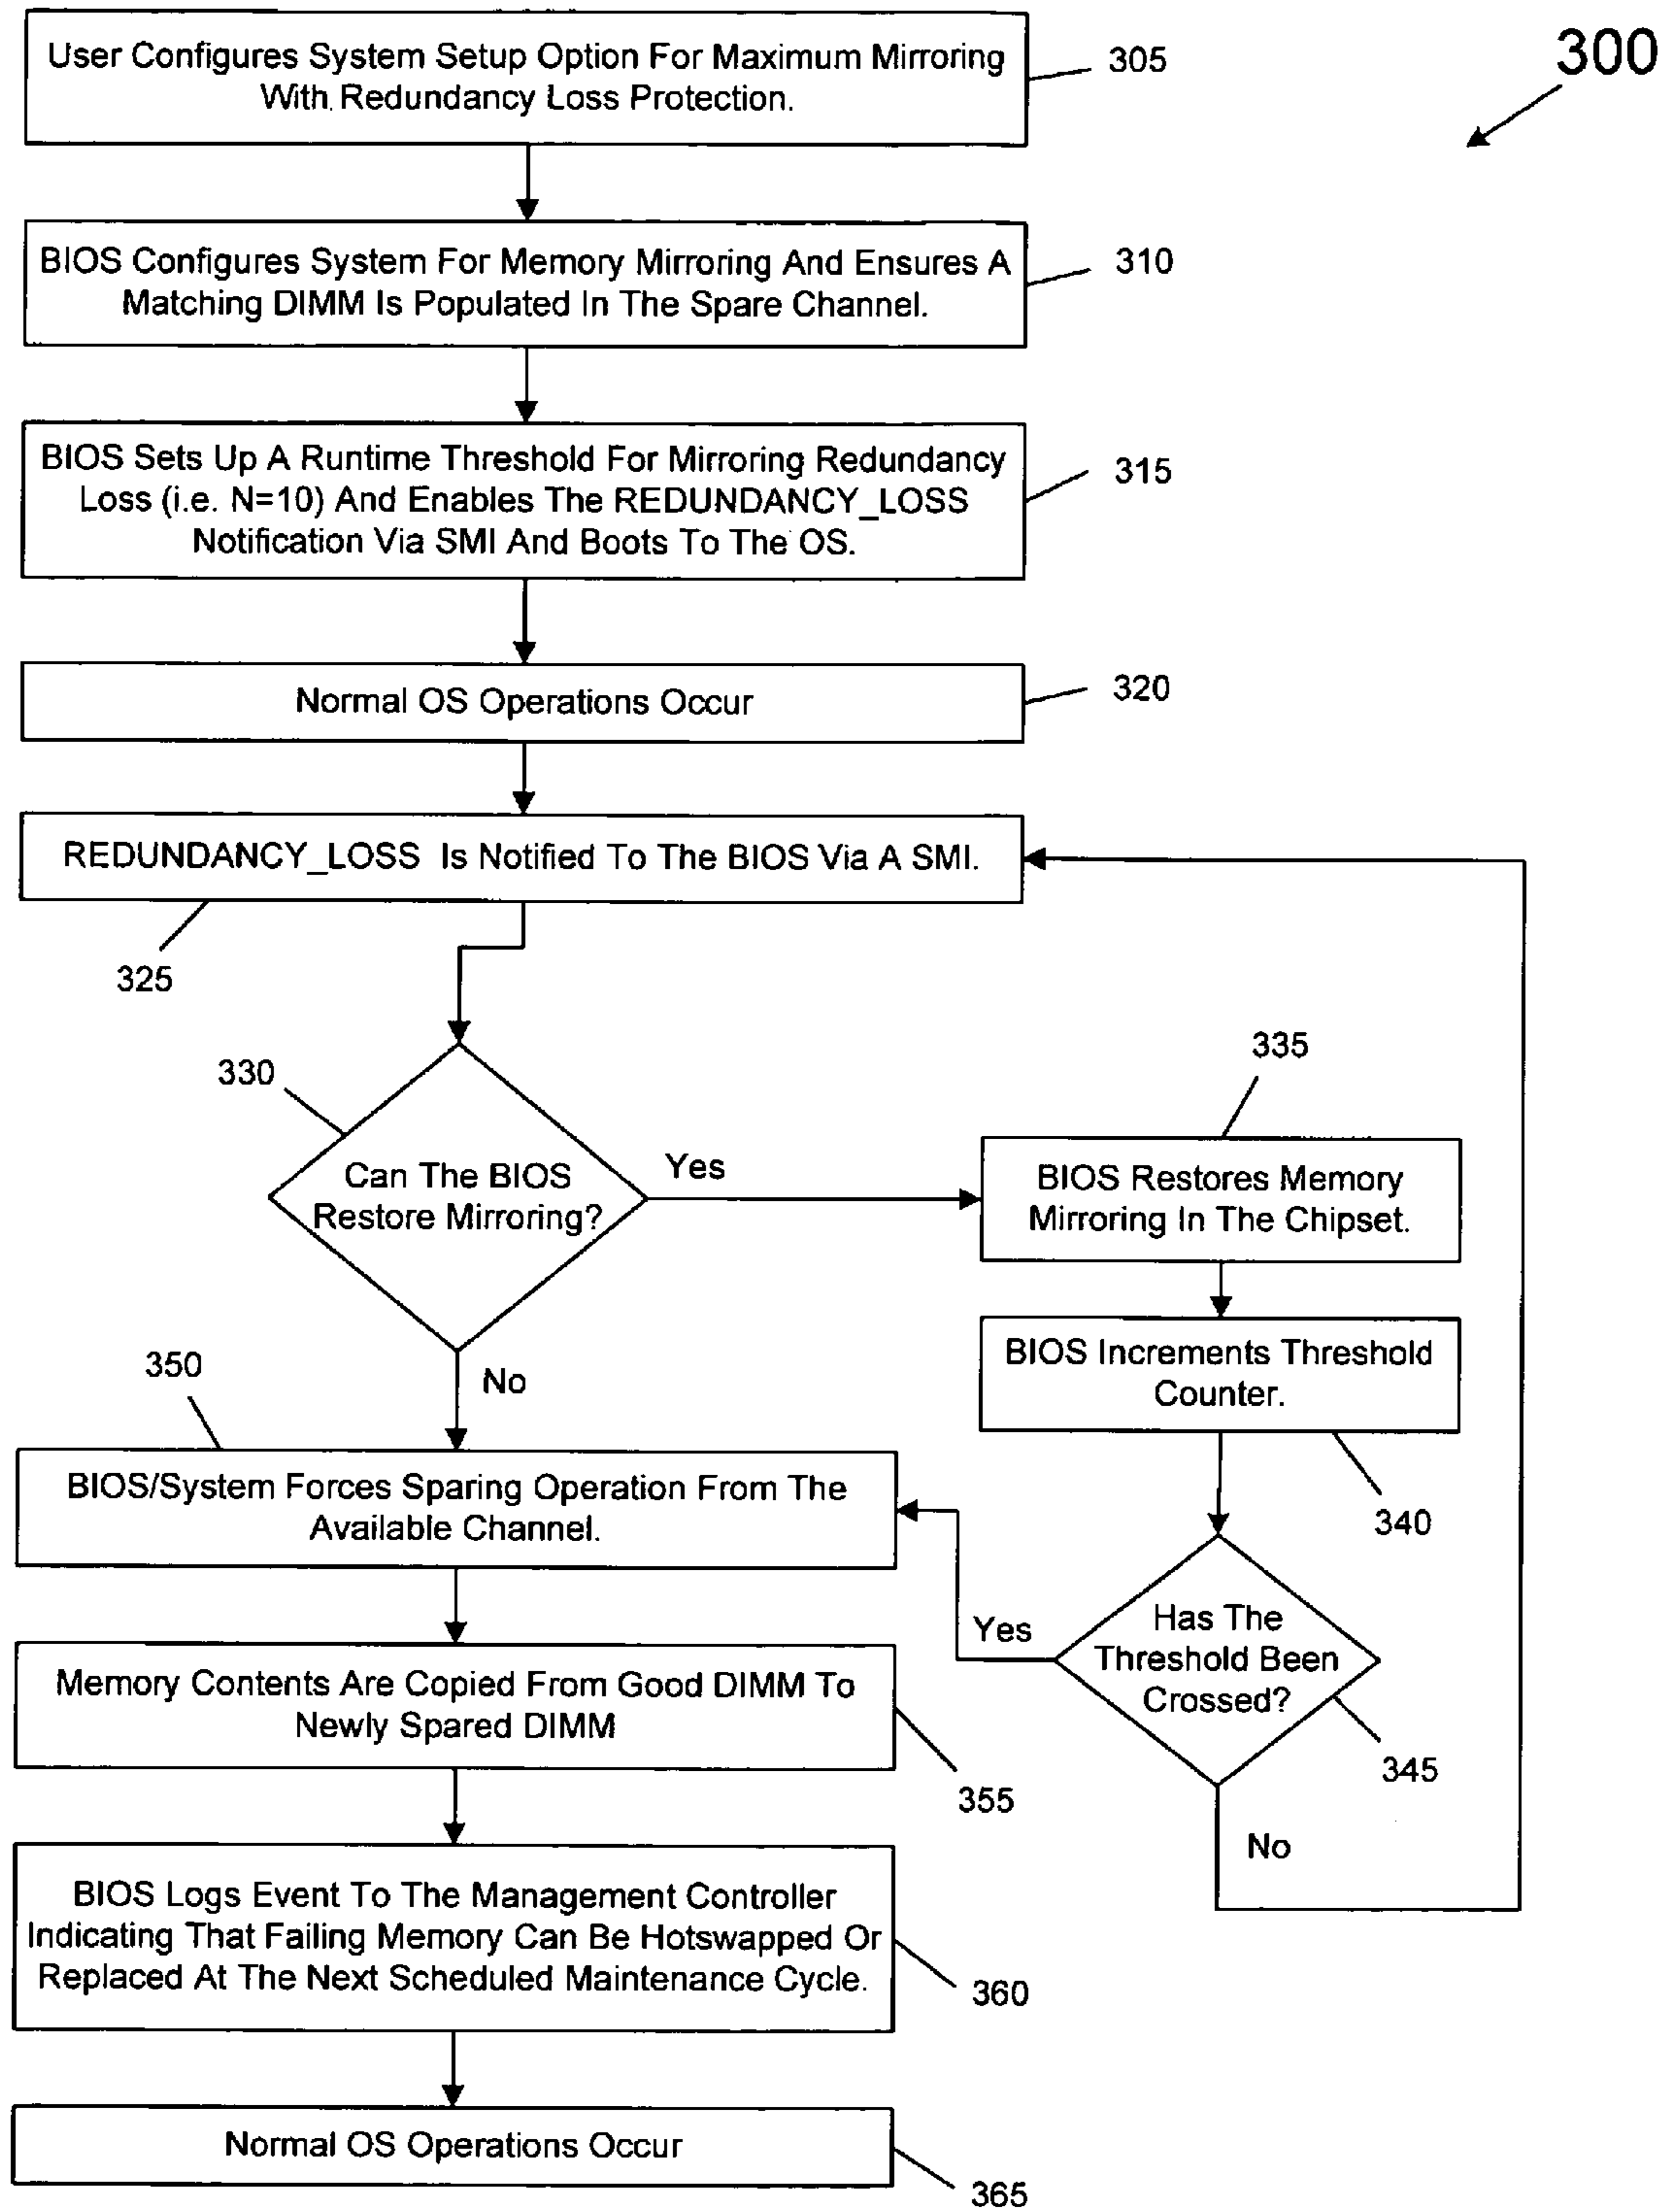 300
User Configures System Setup Option For Maximum Mirroring
With Redundancy Loss Protection.
305
BIOS Configures System For Memory Mirroring And Ensures A
Matching DIMM Is Populated In The Spare Channel.
310
BIOS Sets Up A Runtime Threshold For Mirroring Redundancy
Loss (i.e. N=10) And Enables The REDUNDANCY_LOSS
Notification Via SMI And Boots To The OS.
315
Normal OS Operations Occur
320
REDUNDANCY_LOSS Is Notified To The BIOS Via A SMI.
325
330
Can The BIOS
Restore Mirroring?
Yes
No
335
BIOS Restores Memory
Mirroring In The Chipset.
BIOS Increments Threshold
Counter.
340
Has The
Threshold Been
Crossed?
345
Yes
No
350
BIOS/System Forces Sparing Operation From The
Available Channel.
Memory Contents Are Copied From Good DIMM To
Newly Spared DIMM
355
BIOS Logs Event To The Management Controller
Indicating That Failing Memory Can Be Hotswapped Or
Replaced At The Next Scheduled Maintenance Cycle.
360
Normal OS Operations Occur
365